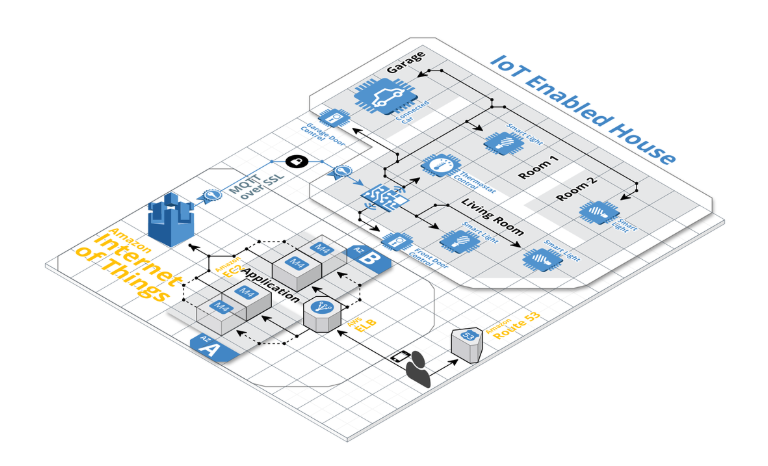 IoT Enabled House
Garage
Connected
Car
Garage Door
Control
Smart Light
Room 1
Room 2
Thermostat
Control
Smart
Light
Living Room
Smart Light
Smart Light
Front Door
Control
MQTT
over SSL
Amazon
Internet
of Things
Amazon
EC2
Application
M4
M4
M4
M4
AZ
B
AZ
A
AWS
ELB
53
Amazon
Route 53